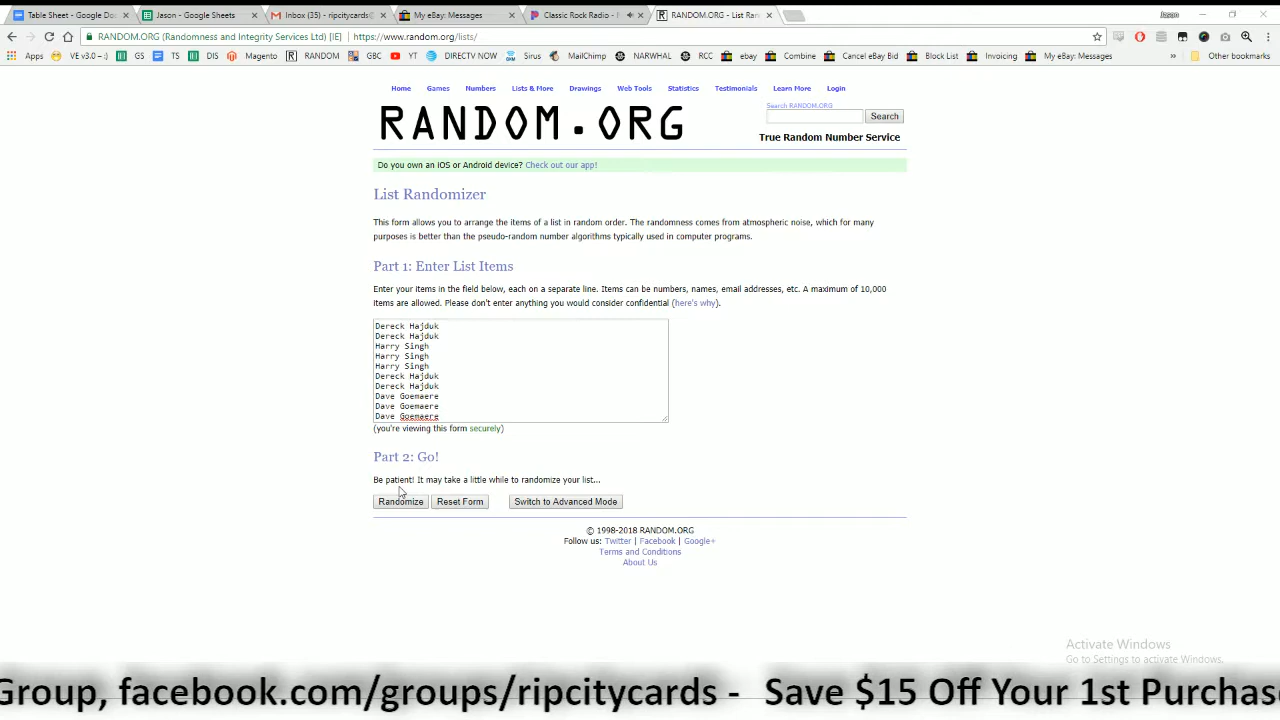 Table Sheet - Google Do
Jason - Google Sheets
Inbox (35) - ripcitycards@
My eBay: Messages
Classic Rock Radio -
RANDOM.ORG - List Ran
Jason
RANDOM.ORG (Randomness and Integrity Services Ltd) [IE] https://www.random.org/lists/
Apps VE v3.0 --:) GS TS DIS Magento RANDOM GBC YT DIRECTV NOW Sirus MailChimp NARWHAL RCC ebay Combine Cancel eBay Bid Block List Invoicing My eBay: Messages » Other bookmarks
Home Games Numbers Lists & More Drawings Web Tools Statistics Testimonials Learn More Login
RANDOM.ORG
Search RANDOM.ORG
Search
True Random Number Service
Do you own an iOS or Android device? Check out our app!
List Randomizer
This form allows you to arrange the items of a list in random order. The randomness comes from atmospheric noise, which for many
purposes is better than the pseudo-random number algorithms typically used in computer programs.
Part 1: Enter List Items
Enter your items in the field below, each on a separate line. Items can be numbers, names, email addresses, etc. A maximum of 10,000
items are allowed. Please don't enter anything you would consider confidential (here's why).
Dereck Hajduk
Dereck Hajduk
Harry Singh
Harry Singh
Harry Singh
Dereck Hajduk
Dereck Hajduk
Dave Goemaere
Dave Goemaere
Dave Goemaere
(you're viewing this form securely)
Part 2: Go!
Be patient! It may take a little while to randomize your list...
Randomize Reset Form Switch to Advanced Mode
© 1998-2018 RANDOM.ORG
Follow us: Twitter | Facebook | Google+
Terms and Conditions
About Us
Activate Windows
Go to Settings to activate Windows.
Group, facebook.com/groups/ripcitycards - Save $15 Off Your 1st Purchas